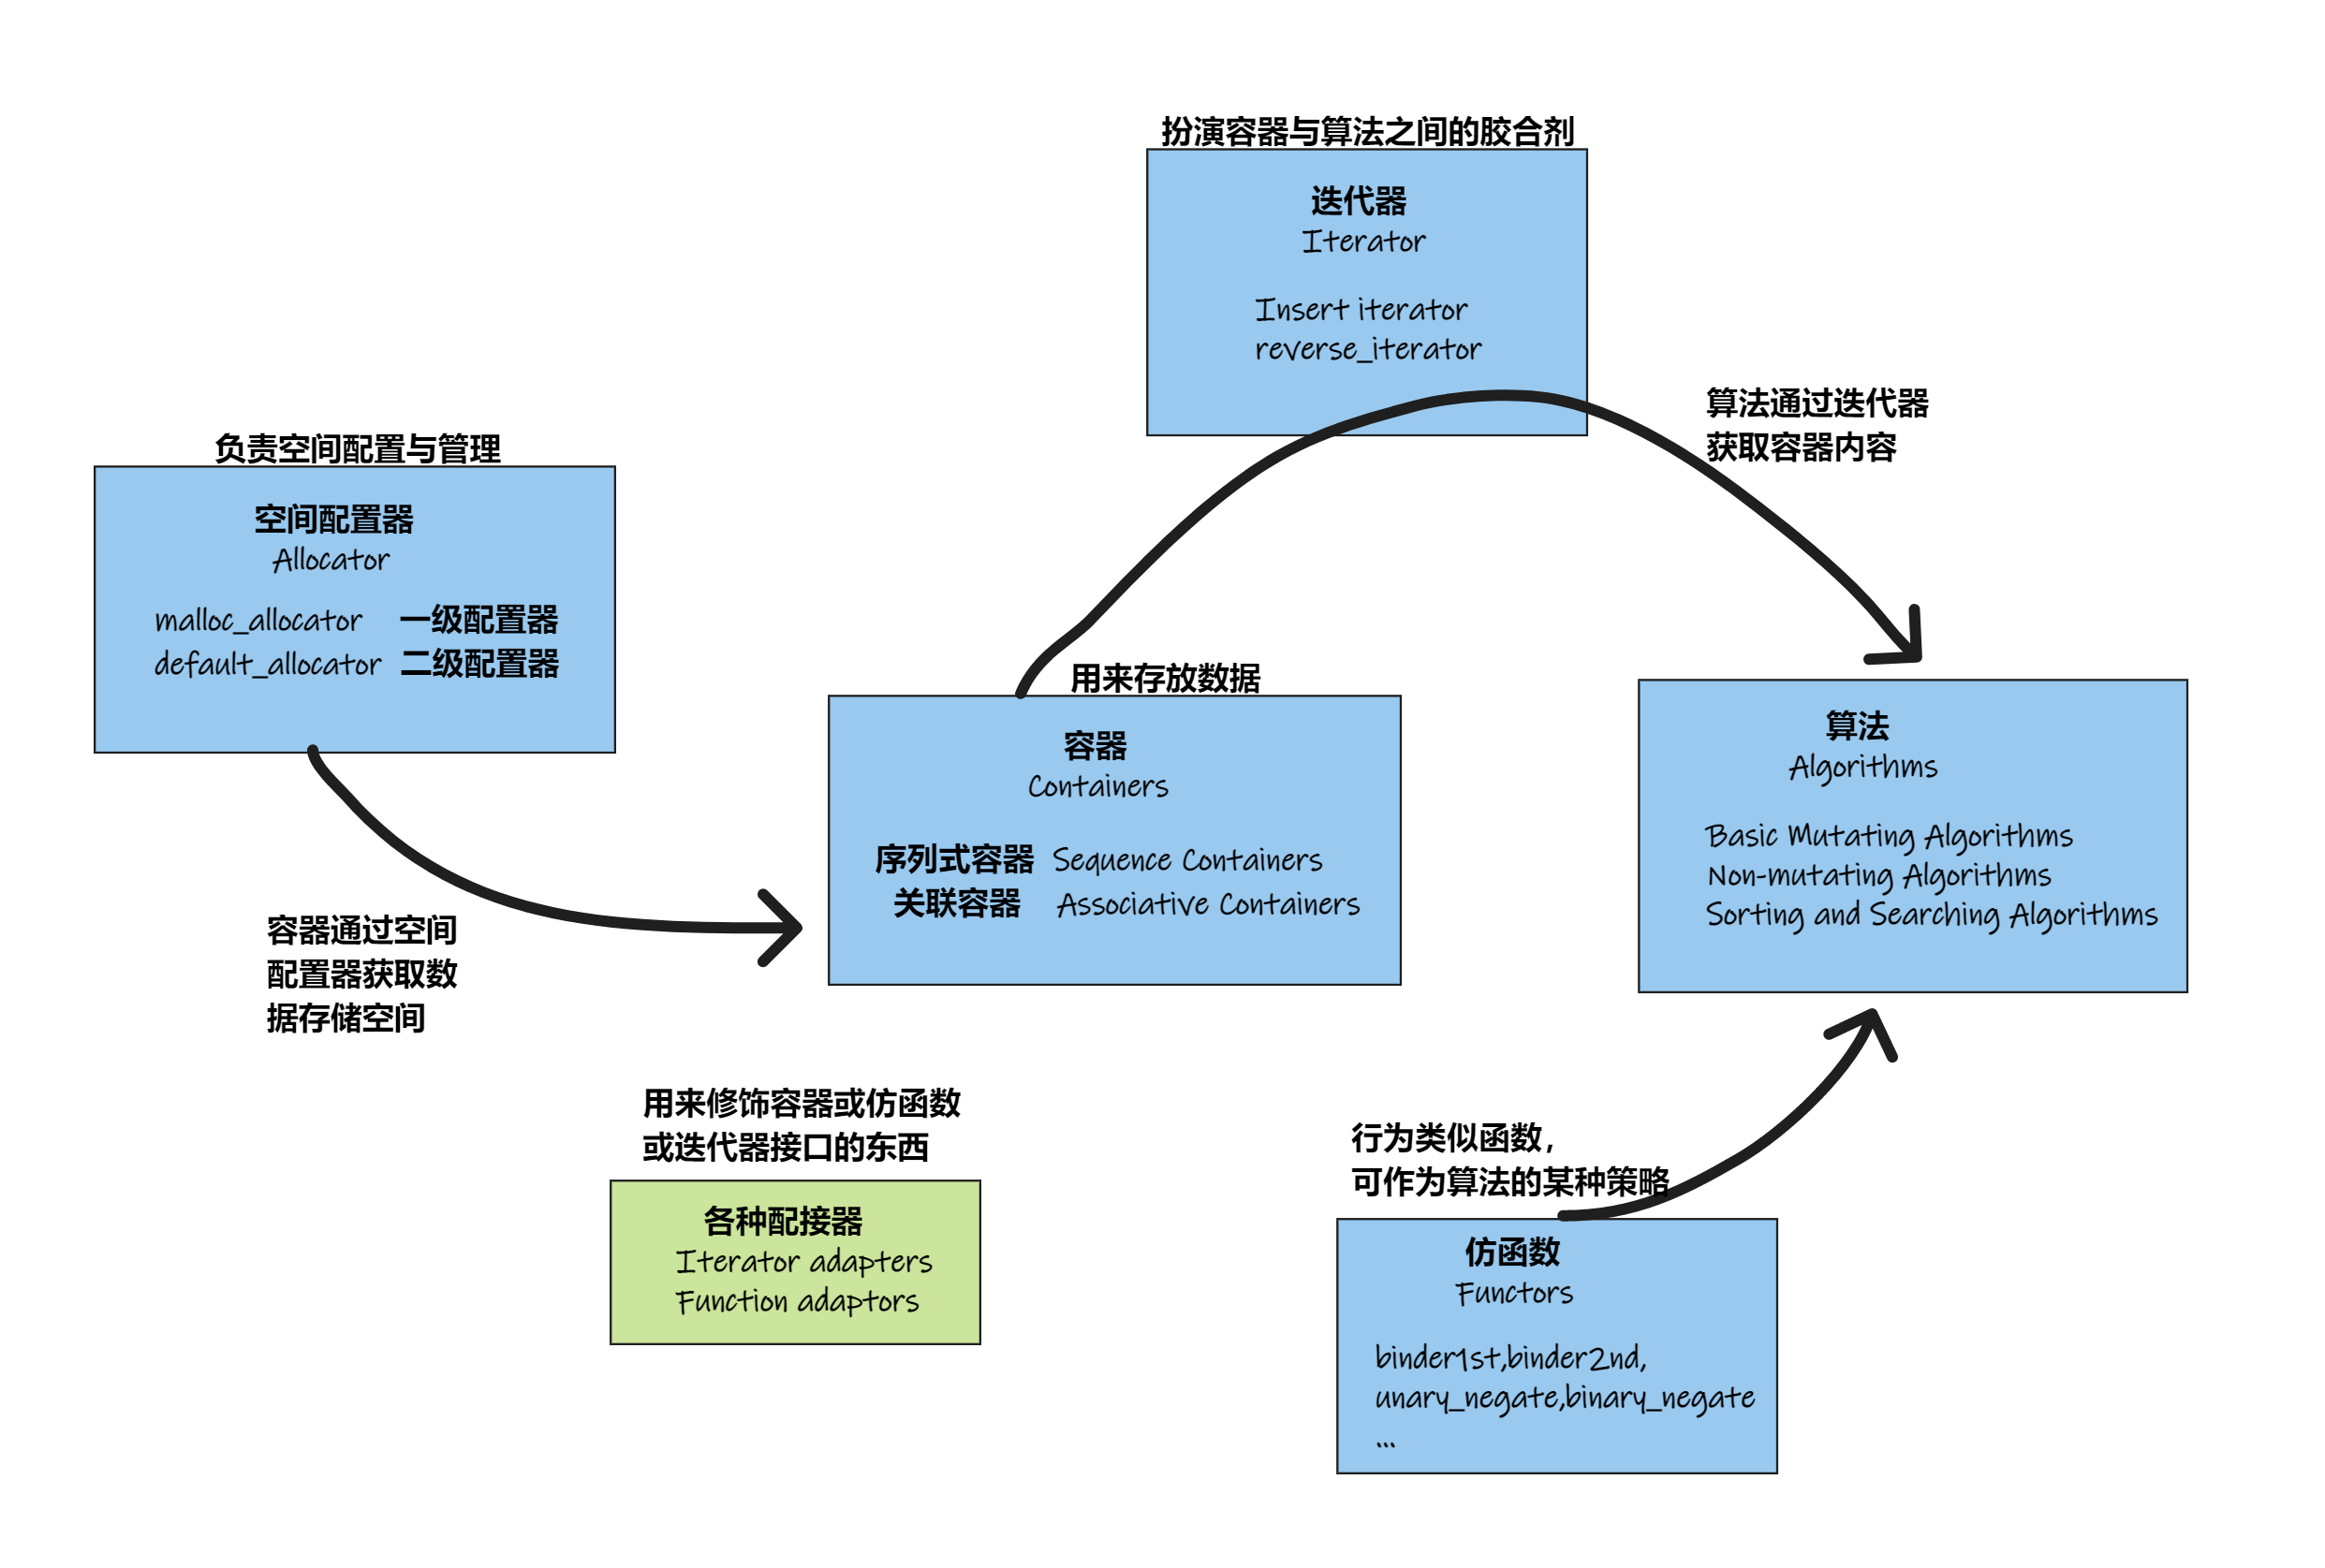 扮演容器与算法之间的胶合剂
迭代器
Iterator
Insert iterator
reverse_iterator
算法通过迭代器
获取容器内容
负责空间配置与管理
空间配置器
Allocator
malloc_allocator 一级配置器
default_allocator 二级配置器
用来存放数据
容器
Containers
序列式容器 Sequence Containers
关联容器 Associative Containers
算法
Algorithms
Basic Mutating Algorithms
Non-mutating Algorithms
Sorting and Searching Algorithms
容器通过空间
配置器获取数
据存储空间
用来修饰容器或仿函数
或迭代器接口的东西
各种配接器
Iterator adapters
Function adaptors
行为类似函数，
可作为算法的某种策略
仿函数
Functors
binder1st,binder2nd,
unary_negate,binary_negate
...